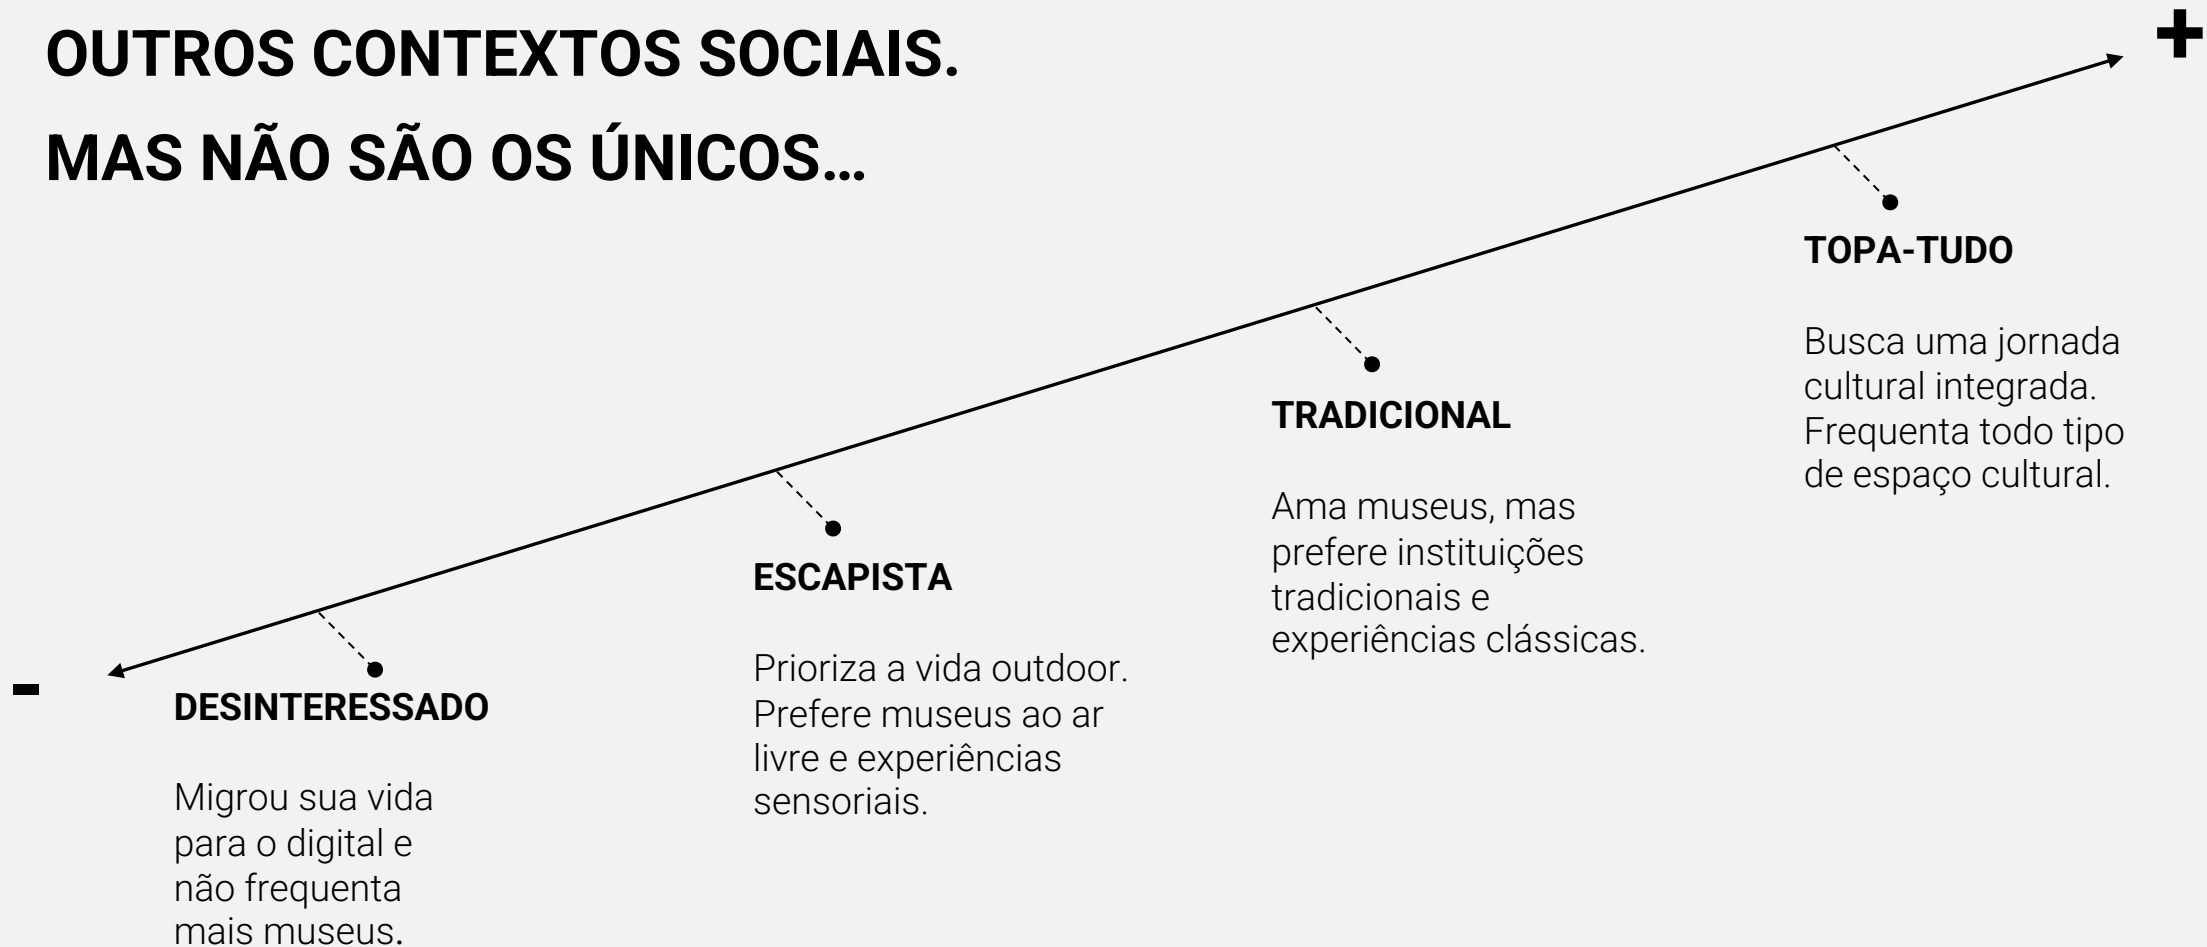 OUTROS CONTEXTOS SOCIAIS.
MAS NÃO SÃO OS ÚNICOS...
+
TOPA-TUDO
Busca uma jornada
cultural integrada.
Frequenta todo tipo
de espaço cultural.
TRADICIONAL
Ama museus, mas
prefere instituições
tradicionais e
experiências clássicas.
ESCAPISTA
Prioriza a vida outdoor.
Prefere museus ao ar
livre e experiências
sensoriais.
-
DESINTERESSADO
Migrou sua vida
para o digital e
não frequenta
mais museus.